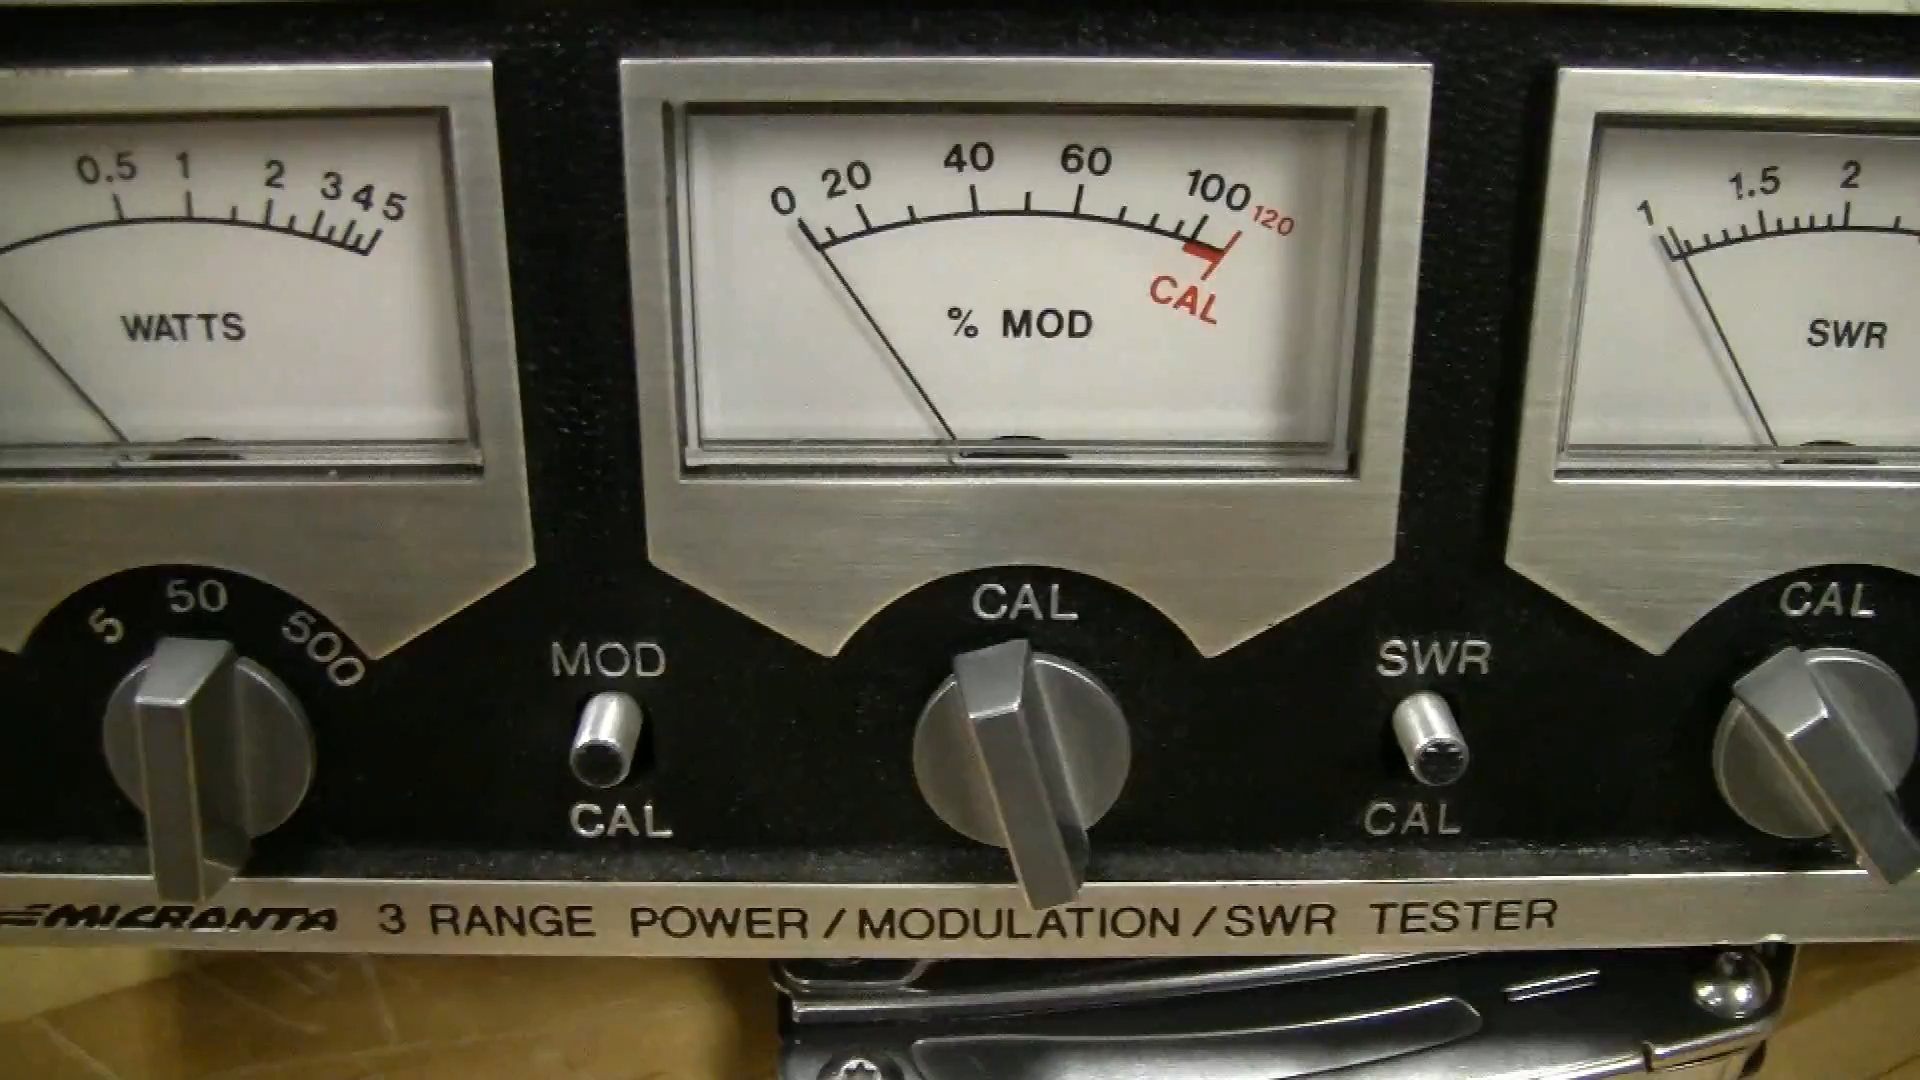 0.5 1 2 3 4 5
WATTS
0 20 40 60 100 120
CAL
% MOD
1 1.5 2
SWR
5 50 500
MOD
CAL
CAL
SWR
CAL
CAL
MICRONTA 3 RANGE POWER/MODULATION/SWR TESTER